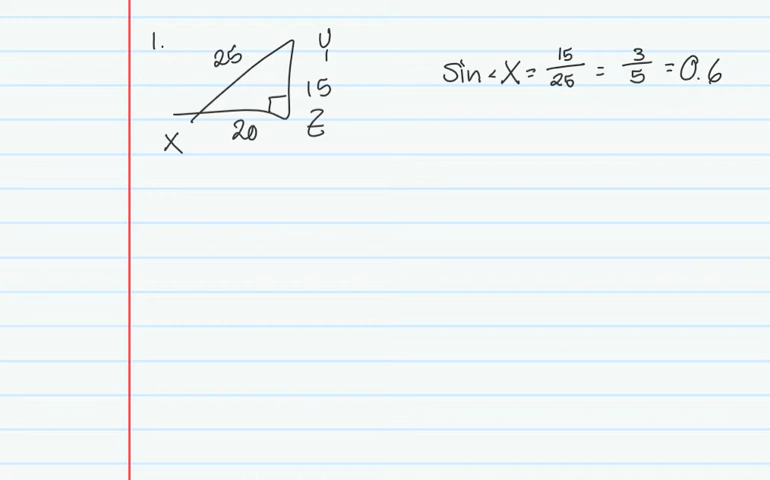 1.
25
Y
15
Z
20
X
Sin∠X = 15/25 = 3/5 = 0.6